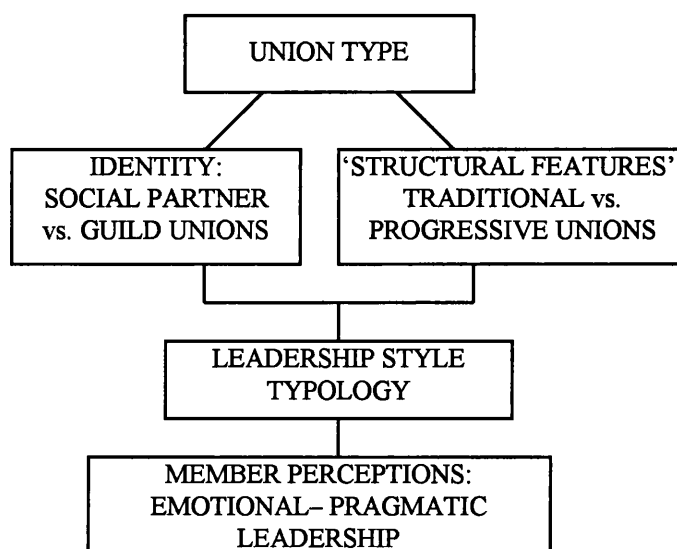 UNION TYPE
IDENTITY:
SOCIAL PARTNER
vs. GUILD UNIONS
‘STRUCTURAL FEATURES’
TRADITIONAL vs.
PROGRESSIVE UNIONS
LEADERSHIP STYLE
TYPOLOGY
MEMBER PERCEPTIONS:
EMOTIONAL– PRAGMATIC
LEADERSHIP